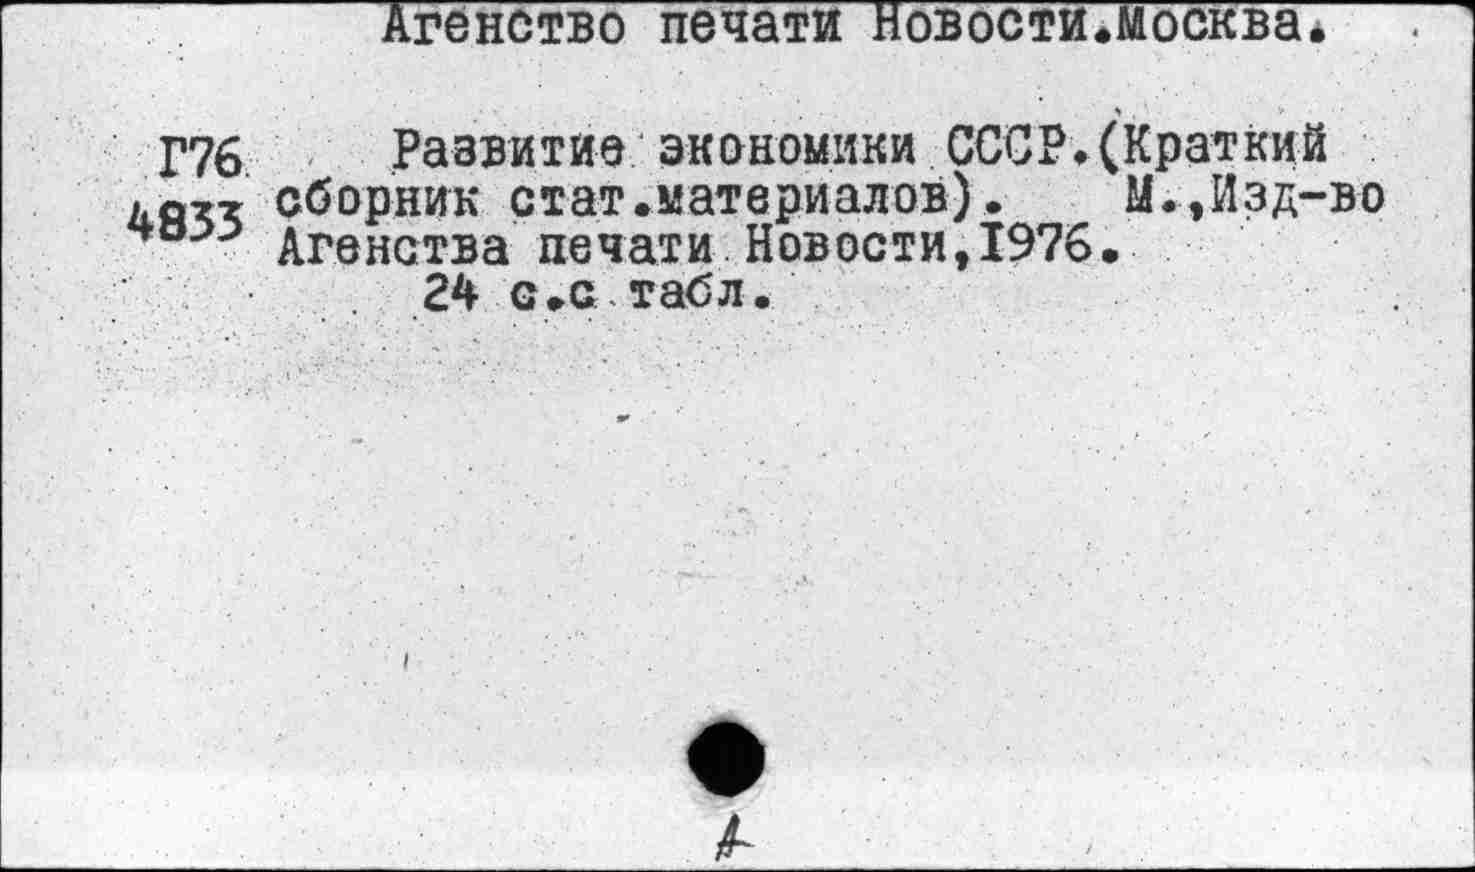 Агенство печати Новости.Москва.
Г76 Развитие экономики СССР.(Краткий
4833 сборник стат.материалов). М.,Изд-во
Агенства печати Новости,1976.
24 с.с табл.